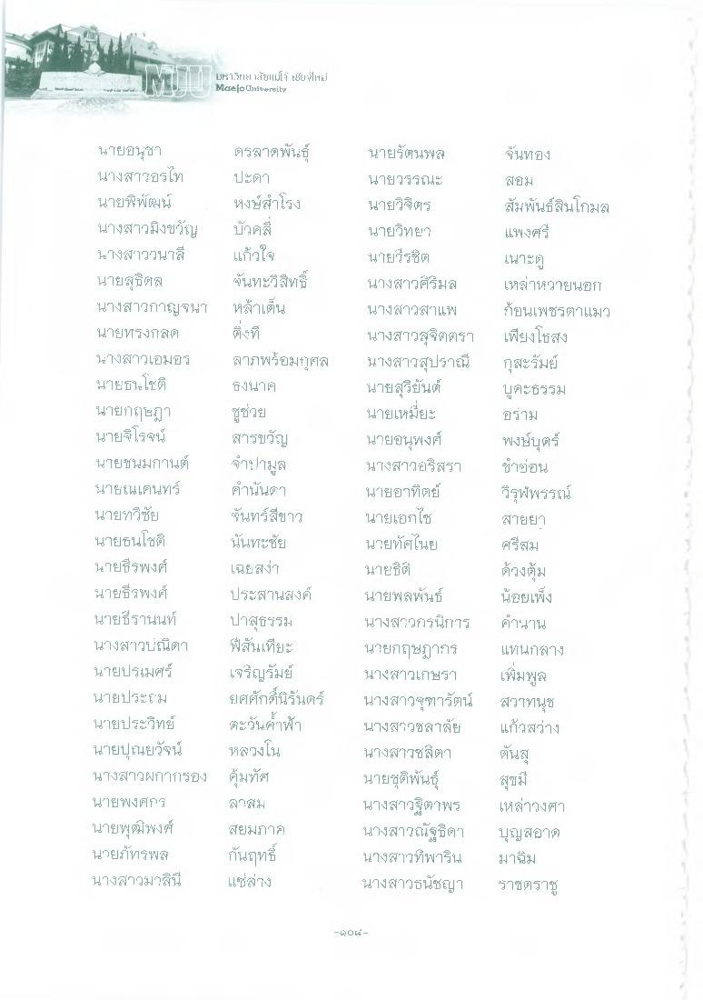 MJU มหาวิทยาลัยแม่โจ้ เชียงใหม่
Maejo University
นายอนุชา ดรลาดพันธุ์
นางสาวอรไท ปะดา
นายพิพัฒน์ หงษ์สำโรง
นางสาวมิ่งขวัญ บัวคลี่
นางสาววนาลี แก้วใจ
นายสุธิดล จันทะวิสิทธิ์
นางสาวกาญจนา หล้าเต็น
นายทรงกลด ติ่งที
นางสาวเอมอร ลาภพร้อมกุศล
นายธนโชติ ธงนาค
นายกฤษฎา ชูช่วย
นายจิโรจน์ สารขวัญ
นายชนมกานต์ จำปามูล
นายณเคนทร์ คำนันดา
นายทวีชัย จันทร์สีขาว
นายธนโชติ นันทะชัย
นายธีรพงศ์ เฉยสง่า
นายธีรพงศ์ ประสานสงค์
นายธีรานนท์ ปาสุธรรม
นางสาวปณิดา ฟีสันเทียะ
นายปรเมศร์ เจริญรัมย์
นายประถม ยศศักดิ์นิรันดร์
นายประวิทย์ ตะวันค้ำฟ้า
นายปุณยวัจน์ หลวงโน
นางสาวผกากรอง คุ้มทัศ
นายพงศกร ลาสม
นายพุฒิพงศ์ สยมภาค
นายภัทรพล กันฤทธิ์
นางสาวมาลินี แซ่ล่าง
นายรัตนพล จันทอง
นายวรรณะ สอม
นายวิจิตร สัมพันธ์สินโกมล
นายวิทยา แพงศรี
นายวีรชิต เนาะดู
นางสาวศิริมล เหล่าหวายนอก
นางสาวสาแพ ก้อนเพชรตาแมว
นางสาวสุจิตตรา เพียงโธสง
นางสาวสุปราณี กุสะรัมย์
นายสุริยันต์ บูคะธรรม
นายเหมี่ยะ อร่าม
นายอนุพงศ์ พงษ์บุตร์
นางสาวอริสรา ขำอ่อน
นายอาทิตย์ วิรุฬพรรณ์
นายเอกไช สายยา
นายทัศไนย ศรีสม
นายธิติ ด้วงตุ้ม
นายพลพันธ์ น้อยเพ็ง
นางสาวกรนิการ คำนาน
นายกฤษฎากร แทนกลาง
นางสาวเกษรา เพิ่มพูล
นางสาวจุฑารัตน์ สวาทนุช
นางสาวชลาลัย แก้วสว่าง
นางสาวชลิตา ตันสุ
นายชุติพันธุ์ สุขมี
นางสาวฐิตาพร เหล่าวงศา
นางสาวณัฐธิดา บุญสอาด
นางสาวทิพาริน มาฉิม
นางสาวธนัชญา ราชตราชู
-๑๐๘-